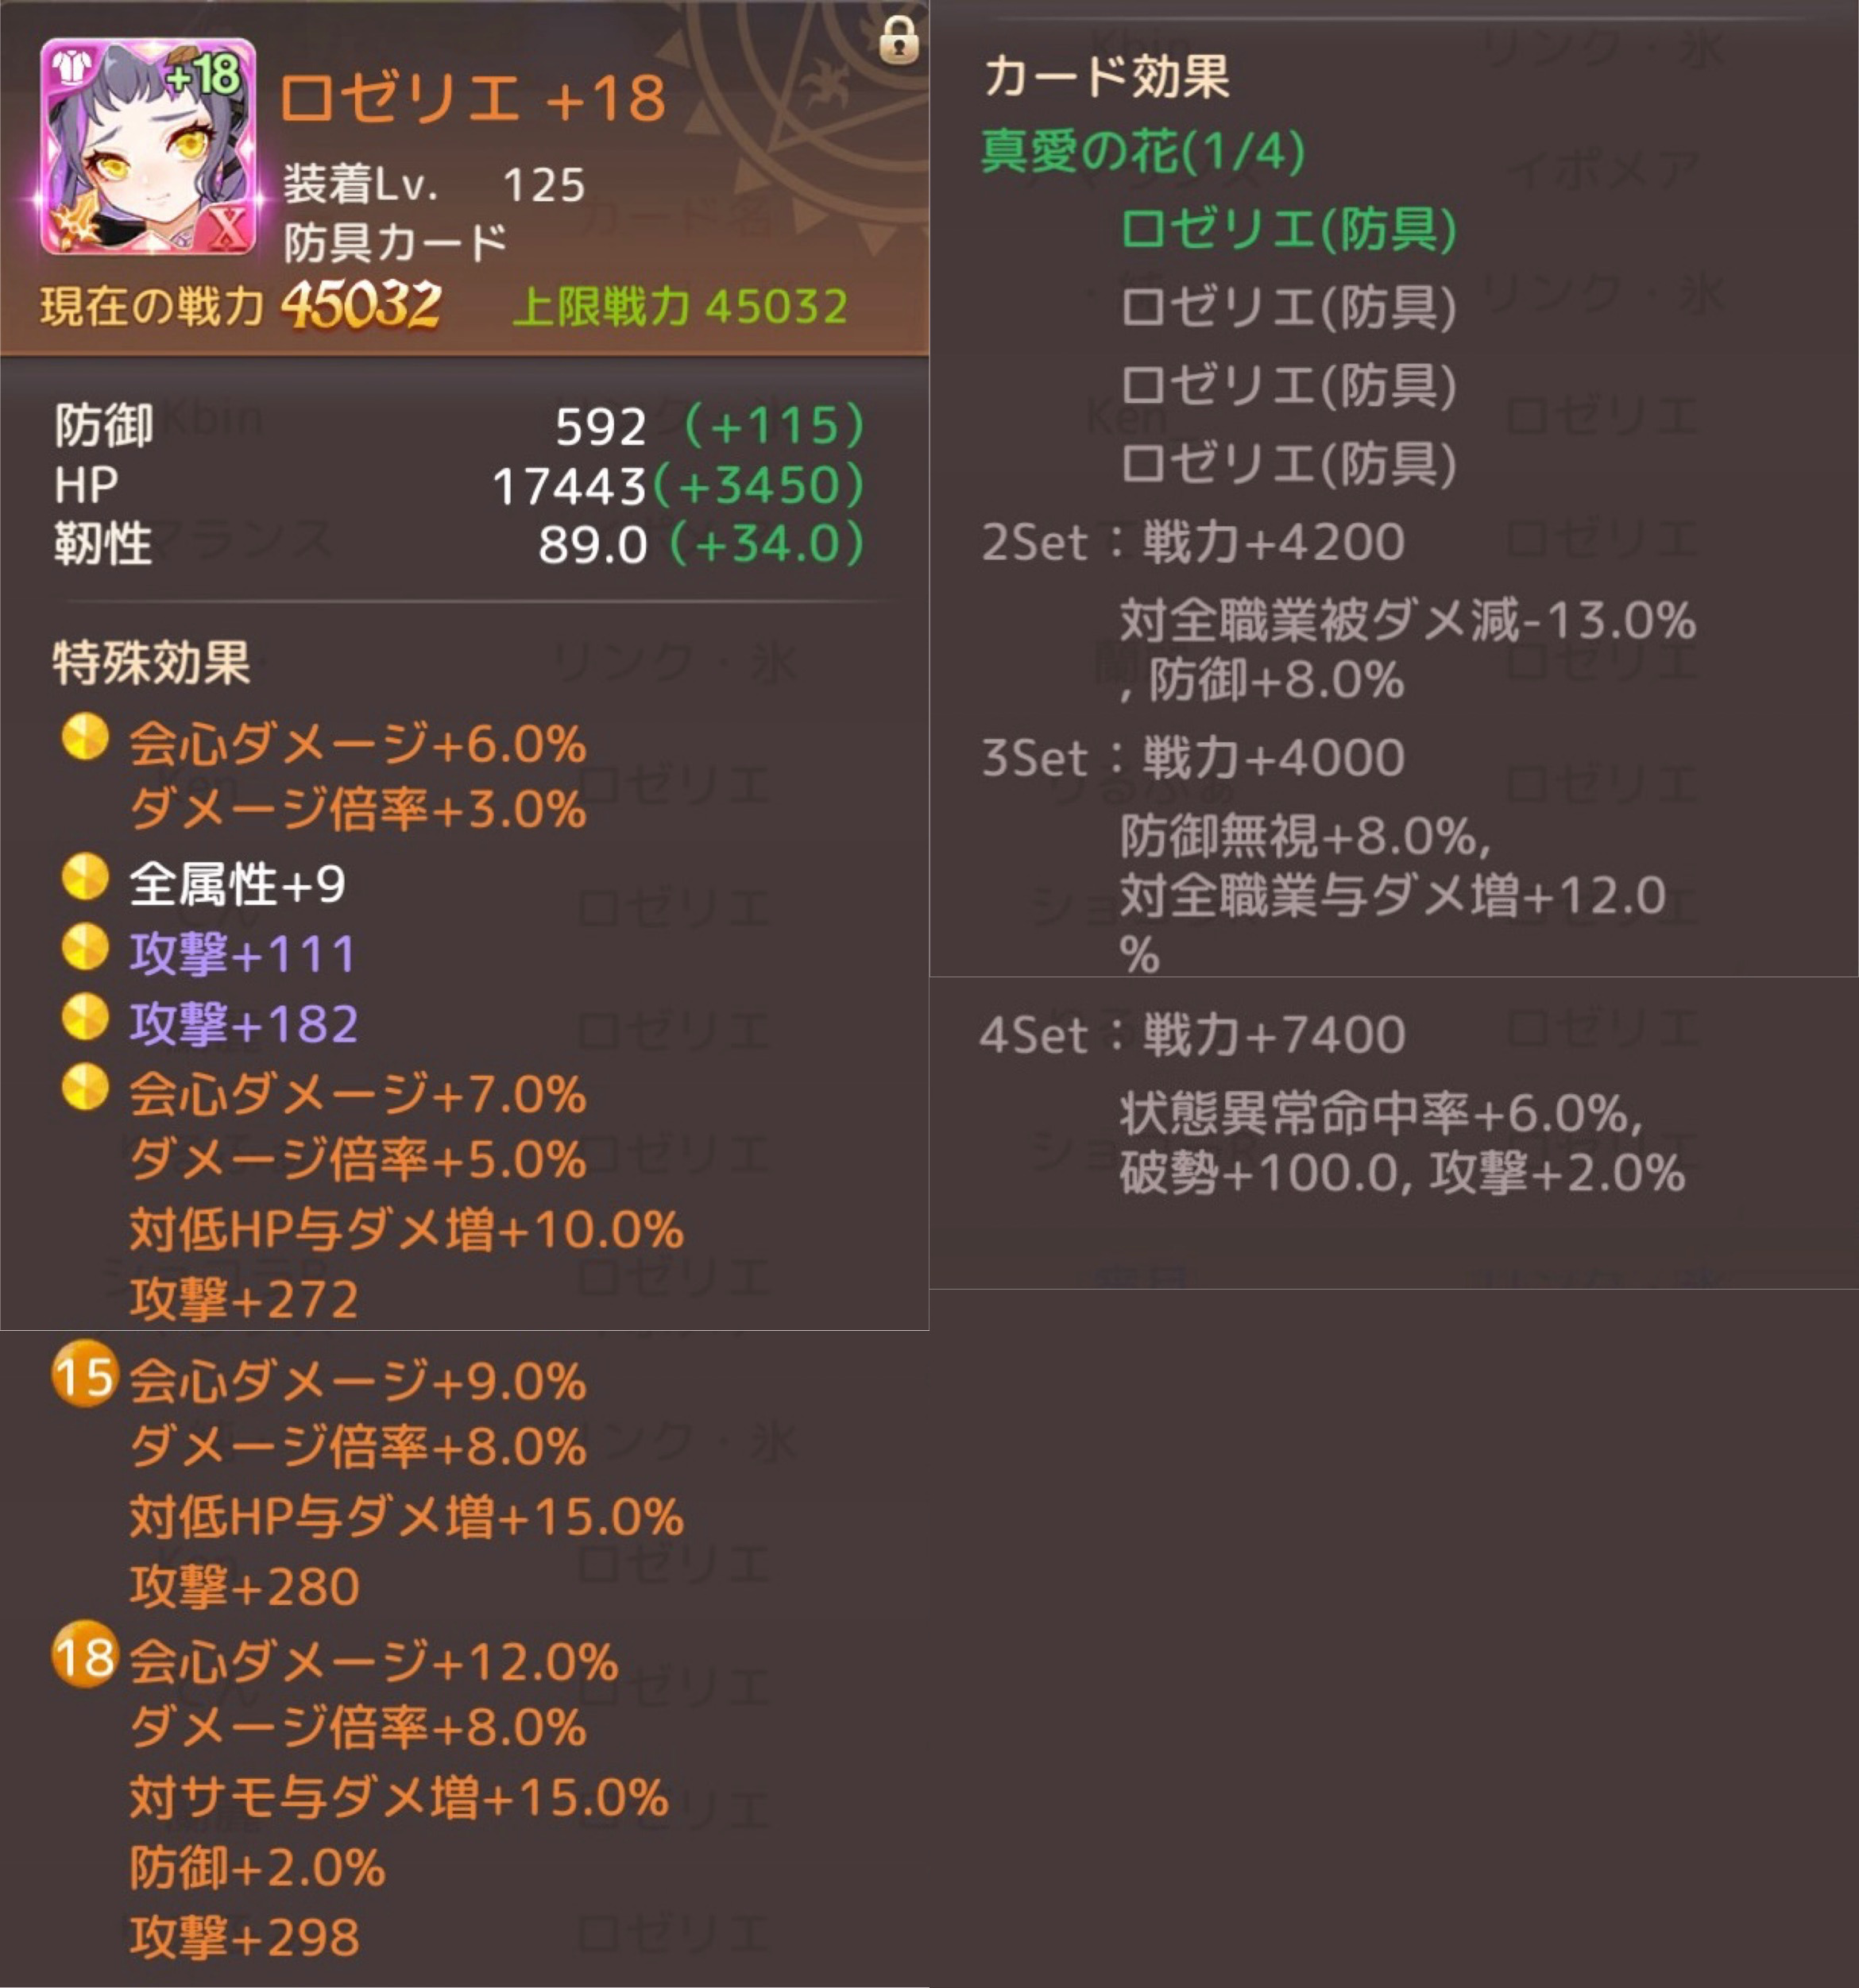 +18
X
ロゼリエ +18
装着Lv. 125
防具カード
現在の戦力 45032 上限戦力 45032
防御 592 (+115)
HP 17443(+3450)
靭性 89.0 (+34.0)
特殊効果
会心ダメージ+6.0%
ダメージ倍率+3.0%
全属性+9
攻撃+111
攻撃+182
会心ダメージ+7.0%
ダメージ倍率+5.0%
対低HP与ダメ増+10.0%
攻撃+272
15 会心ダメージ+9.0%
ダメージ倍率+8.0%
対低HP与ダメ増+15.0%
攻撃+280
18 会心ダメージ+12.0%
ダメージ倍率+8.0%
対サモ与ダメ増+15.0%
防御+2.0%
攻撃+298
カード効果
真愛の花(1/4)
ロゼリエ(防具)
ロゼリエ(防具)
ロゼリエ(防具)
ロゼリエ(防具)
2Set：戦力+4200
対全職業被ダメ減-13.0%
, 防御+8.0%
3Set：戦力+4000
防御無視+8.0%,
対全職業与ダメ増+12.0
%
4Set：戦力+7400
状態異常命中率+6.0%,
破勢+100.0, 攻撃+2.0%